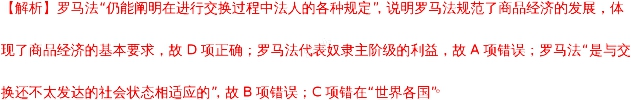 【解析】罗马法“仍能阐明在进行交换过程中法人的各种规定”，说明罗马法规范了商品经济的发展，体
现了商品经济的基本要求，故 D 项正确；罗马法代表奴隶主阶级的利益，故 A 项错误；罗马法“是与交
换还不太发达的社会状态相适应的”，故 B 项错误；C 项错在“世界各国”。